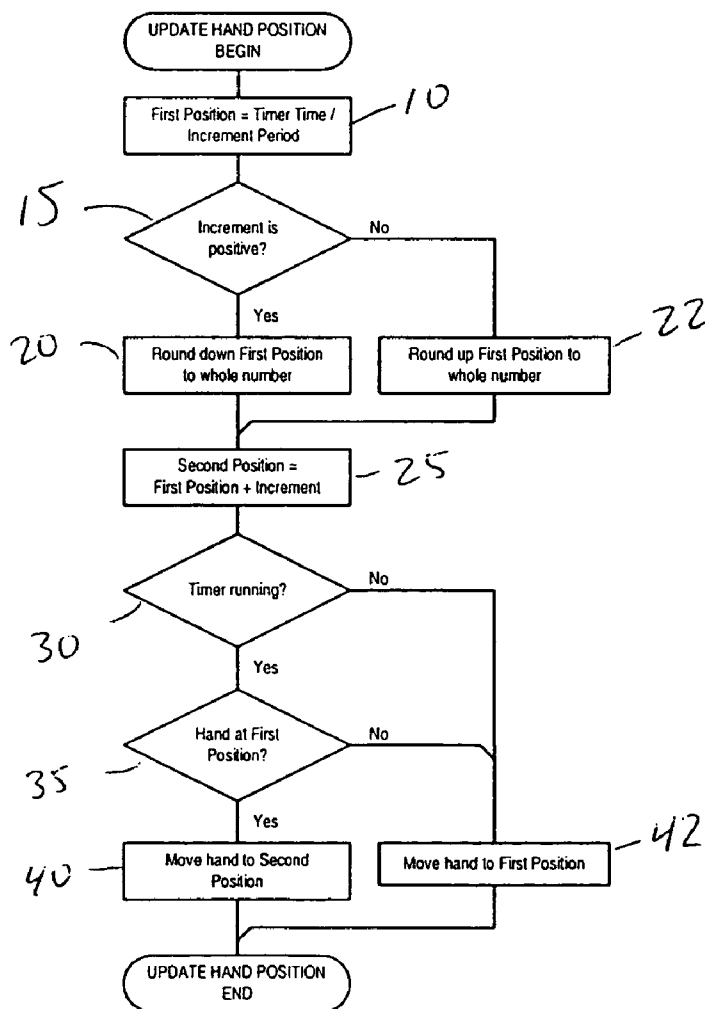 UPDATE HAND POSITION
BEGIN
First Position = Timer Time /
Increment Period
10
15
Increment is
positive?
No
Yes
20
Round down First Position
to whole number
Round up First Position to
whole number
22
Second Position =
First Position + Increment
25
Timer running?
No
30
Yes
Hand at First
Position?
No
35
Yes
40
Move hand to Second
Position
Move hand to First Position
42
UPDATE HAND POSITION
END